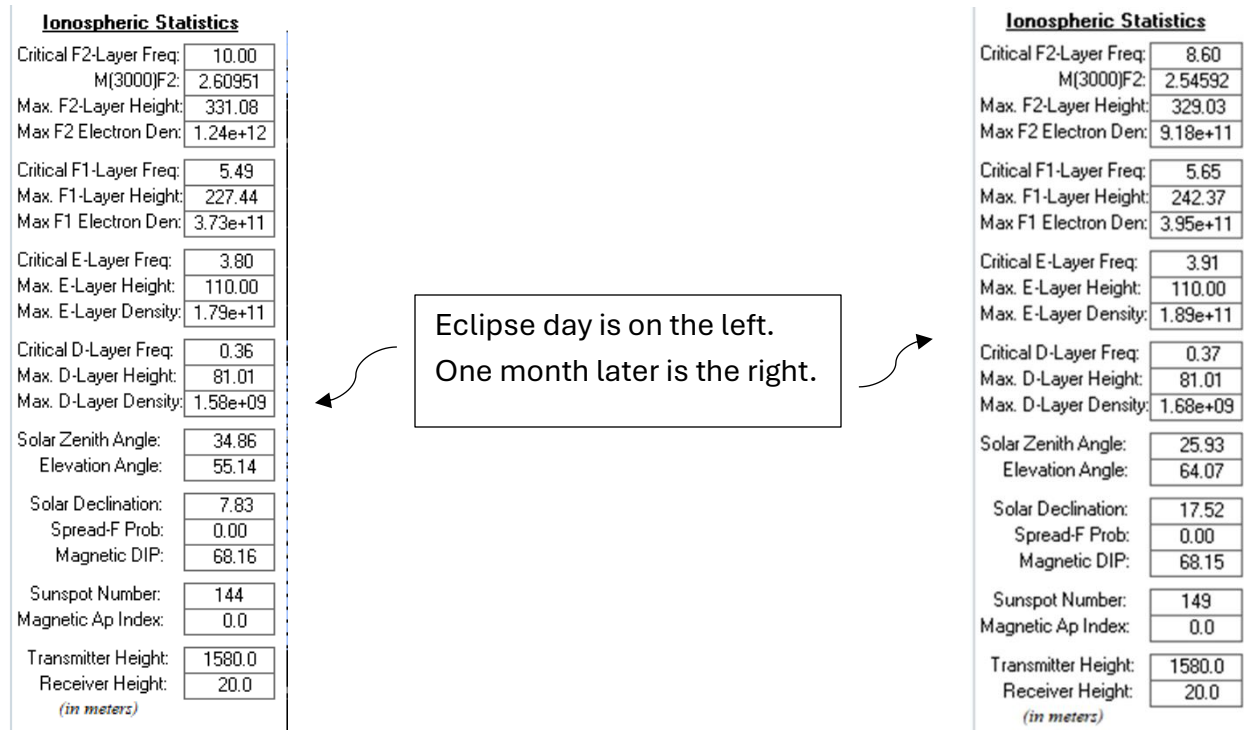 Ionospheric Statistics
Critical F2-Layer Freq: 10.00
M(3000)F2: 2.60951
Max. F2-Layer Height: 331.08
Max F2 Electron Den: 1.24e+12
Critical F1-Layer Freq: 5.49
Max. F1-Layer Height: 227.44
Max F1 Electron Den: 3.73e+11
Critical E-Layer Freq: 3.80
Max. E-Layer Height: 110.00
Max. E-Layer Density: 1.79e+11
Critical D-Layer Freq: 0.36
Max. D-Layer Height: 81.01
Max. D-Layer Density: 1.58e+09
Solar Zenith Angle: 34.86
Elevation Angle: 55.14
Solar Declination: 7.83
Spread-F Prob: 0.00
Magnetic DIP: 68.16
Sunspot Number: 144
Magnetic Ap Index: 0.0
Transmitter Height: 1580.0
Receiver Height: 20.0
(in meters)
Eclipse day is on the left.
One month later is the right.
Ionospheric Statistics
Critical F2-Layer Freq: 8.60
M(3000)F2: 2.54592
Max. F2-Layer Height: 329.03
Max F2 Electron Den: 9.18e+11
Critical F1-Layer Freq: 5.65
Max. F1-Layer Height: 242.37
Max F1 Electron Den: 3.95e+11
Critical E-Layer Freq: 3.91
Max. E-Layer Height: 110.00
Max. E-Layer Density: 1.89e+11
Critical D-Layer Freq: 0.37
Max. D-Layer Height: 81.01
Max. D-Layer Density: 1.68e+09
Solar Zenith Angle: 25.93
Elevation Angle: 64.07
Solar Declination: 17.52
Spread-F Prob: 0.00
Magnetic DIP: 68.15
Sunspot Number: 149
Magnetic Ap Index: 0.0
Transmitter Height: 1580.0
Receiver Height: 20.0
(in meters)